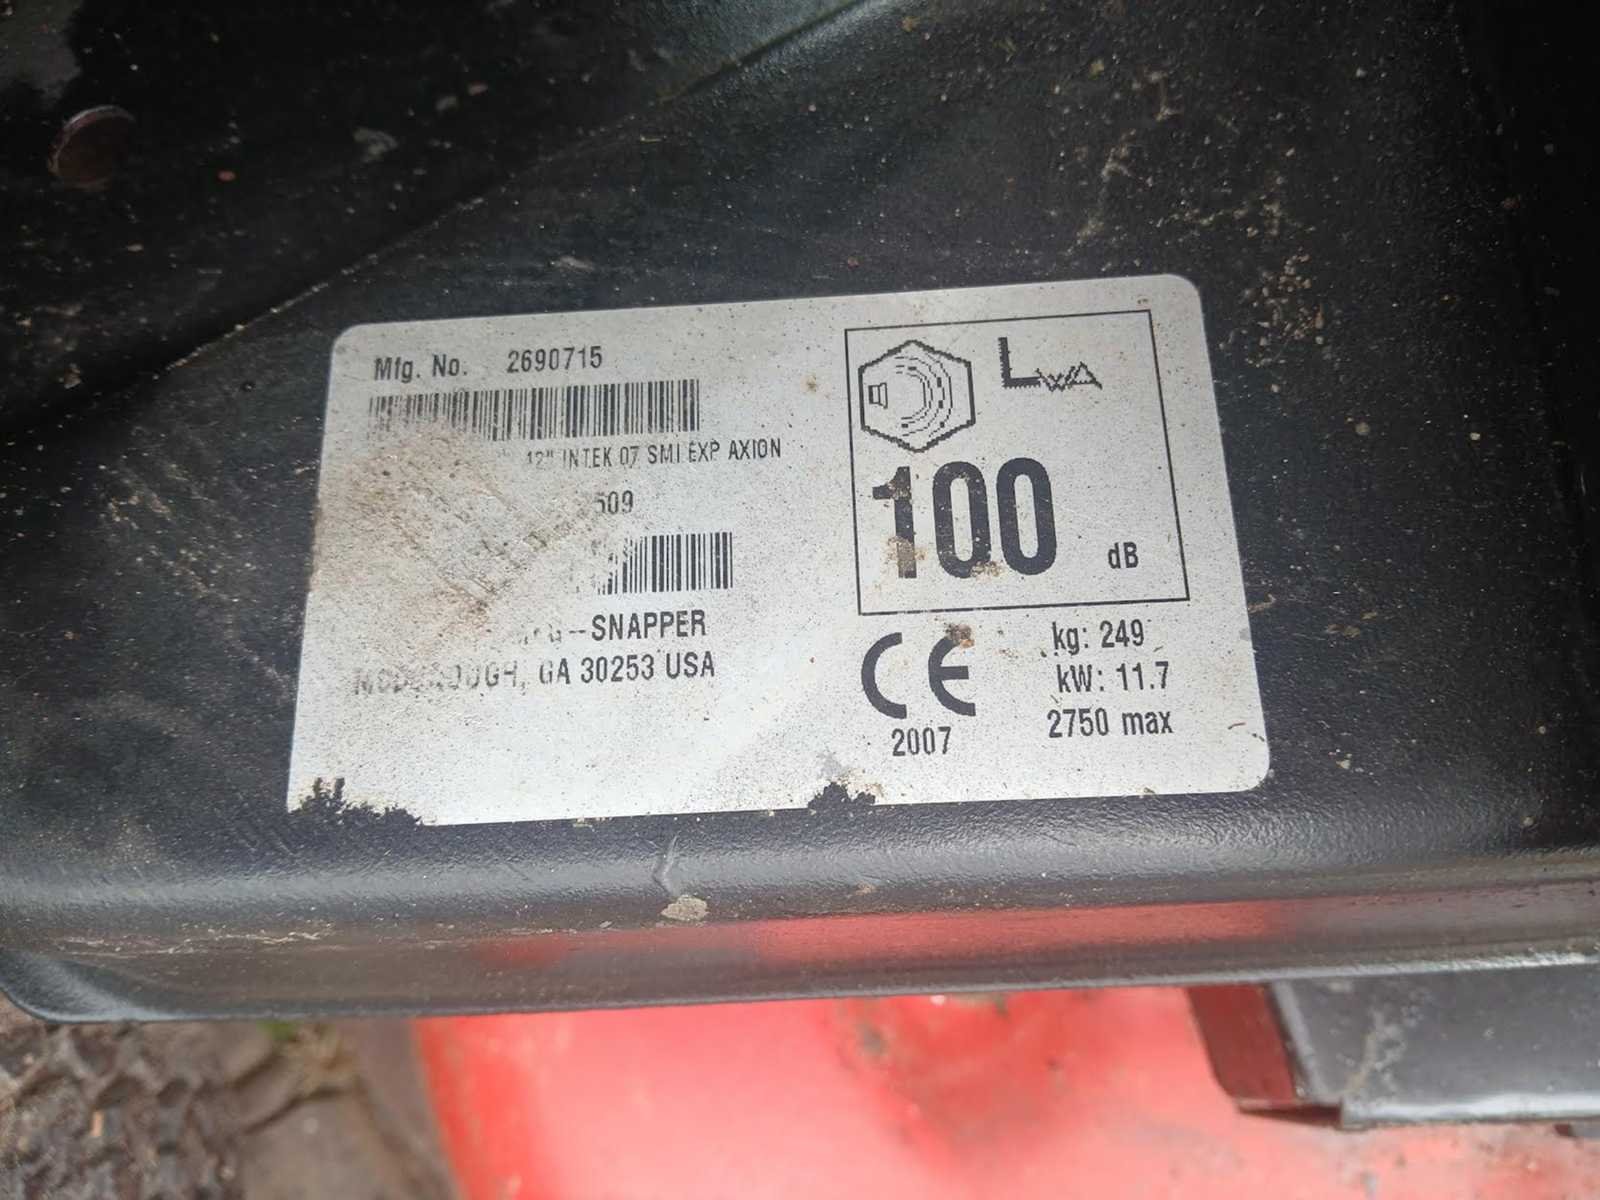 Mfg. No. 2690715
INTEK 07 SMI EXP AXION
509
-SNAPPER
MCDONOUGH, GA 30253 USA
LWA
100 dB
CE
2007
kg: 249
kW: 11.7
2750 max